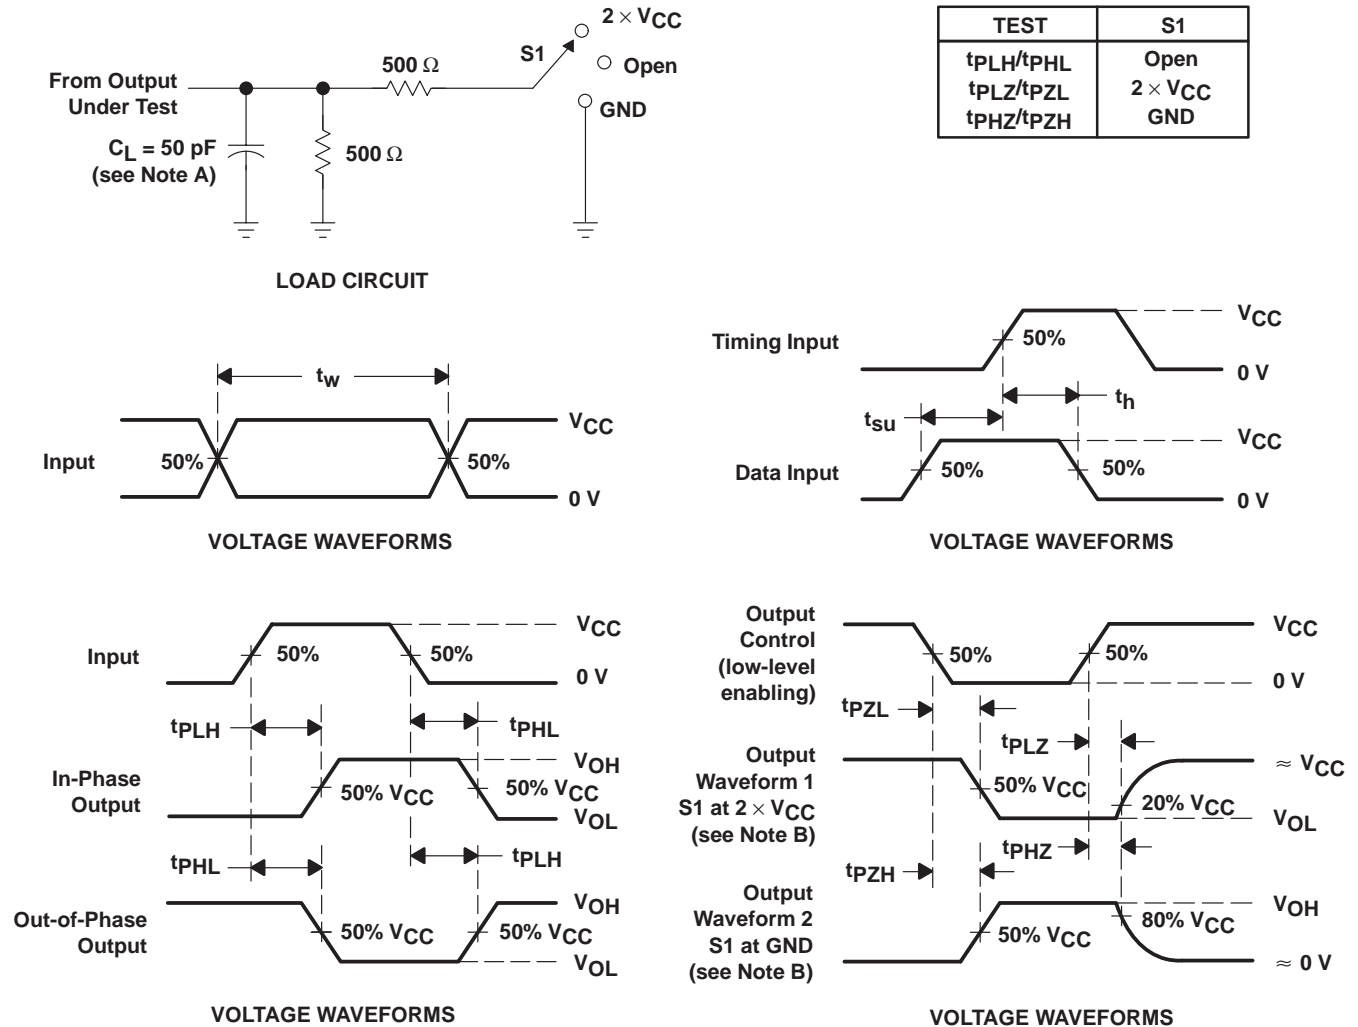 2 × VCC
S1
Open
GND
500 Ω
From Output
Under Test
CL = 50 pF
(see Note A)
500 Ω
LOAD CIRCUIT
TEST S1
tPLH/tPHL Open
tPLZ/tPZL 2 × VCC
tPHZ/tPZH GND
tw
Input
50%
50%
VCC
0 V
VOLTAGE WAVEFORMS
Timing Input
50%
VCC
0 V
th
tsu
Data Input
50%
50%
VCC
0 V
VOLTAGE WAVEFORMS
Input
50%
50%
VCC
0 V
tPLH
tPHL
In-Phase
Output
50% VCC
50% VCC
VOH
VOL
tPHL
tPLH
Out-of-Phase
Output
50% VCC
50% VCC
VOH
VOL
VOLTAGE WAVEFORMS
Output
Control
(low-level
enabling)
50%
50%
VCC
0 V
tPZL
tPLZ
Output
Waveform 1
S1 at 2 × VCC
(see Note B)
50% VCC
20% VCC
≈ VCC
VOL
tPZH
tPHZ
Output
Waveform 2
S1 at GND
(see Note B)
50% VCC
80% VCC
VOH
≈ 0 V
VOLTAGE WAVEFORMS